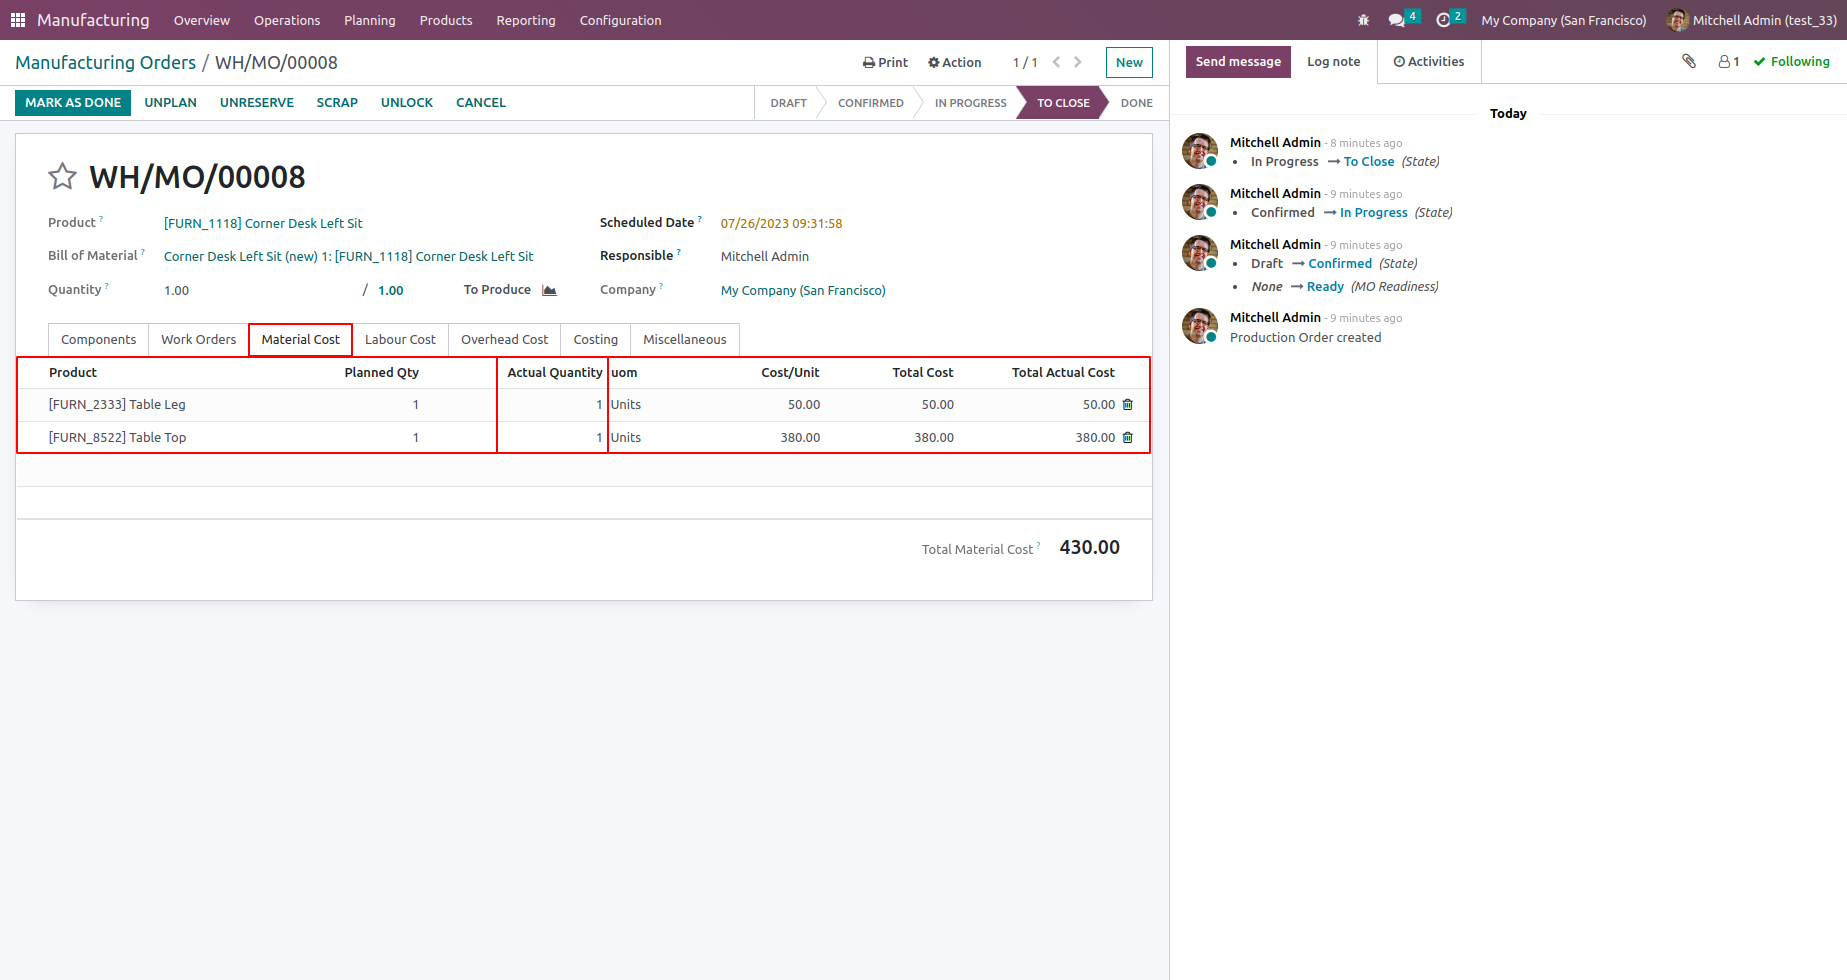 Manufacturing Overview Operations Planning Products Reporting Configuration 4 2 My Company (San Francisco) Mitchell Admin (test_33)
Manufacturing Orders / WH/MO/00008 Print Action 1 / 1 New
MARK AS DONE UNPLAN UNRESERVE SCRAP UNLOCK CANCEL DRAFT CONFIRMED IN PROGRESS TO CLOSE DONE
WH/MO/00008
Product ? [FURN_1118] Corner Desk Left Sit Scheduled Date ? 07/26/2023 09:31:58
Bill of Material ? Corner Desk Left Sit (new) 1: [FURN_1118] Corner Desk Left Sit Responsible ? Mitchell Admin
Quantity ? 1.00 / 1.00 To Produce Company ? My Company (San Francisco)
Components Work Orders Material Cost Labour Cost Overhead Cost Costing Miscellaneous
Product Planned Qty Actual Quantity uom Cost/Unit Total Cost Total Actual Cost
[FURN_2333] Table Leg 1 1 Units 50.00 50.00 50.00
[FURN_8522] Table Top 1 1 Units 380.00 380.00 380.00
Total Material Cost ? 430.00
Send message Log note Activities 1 Following
Today
Mitchell Admin - 8 minutes ago
• In Progress → To Close (State)
Mitchell Admin - 9 minutes ago
• Confirmed → In Progress (State)
Mitchell Admin - 9 minutes ago
• Draft → Confirmed (State)
• None → Ready (MO Readiness)
Mitchell Admin - 9 minutes ago
Production Order created